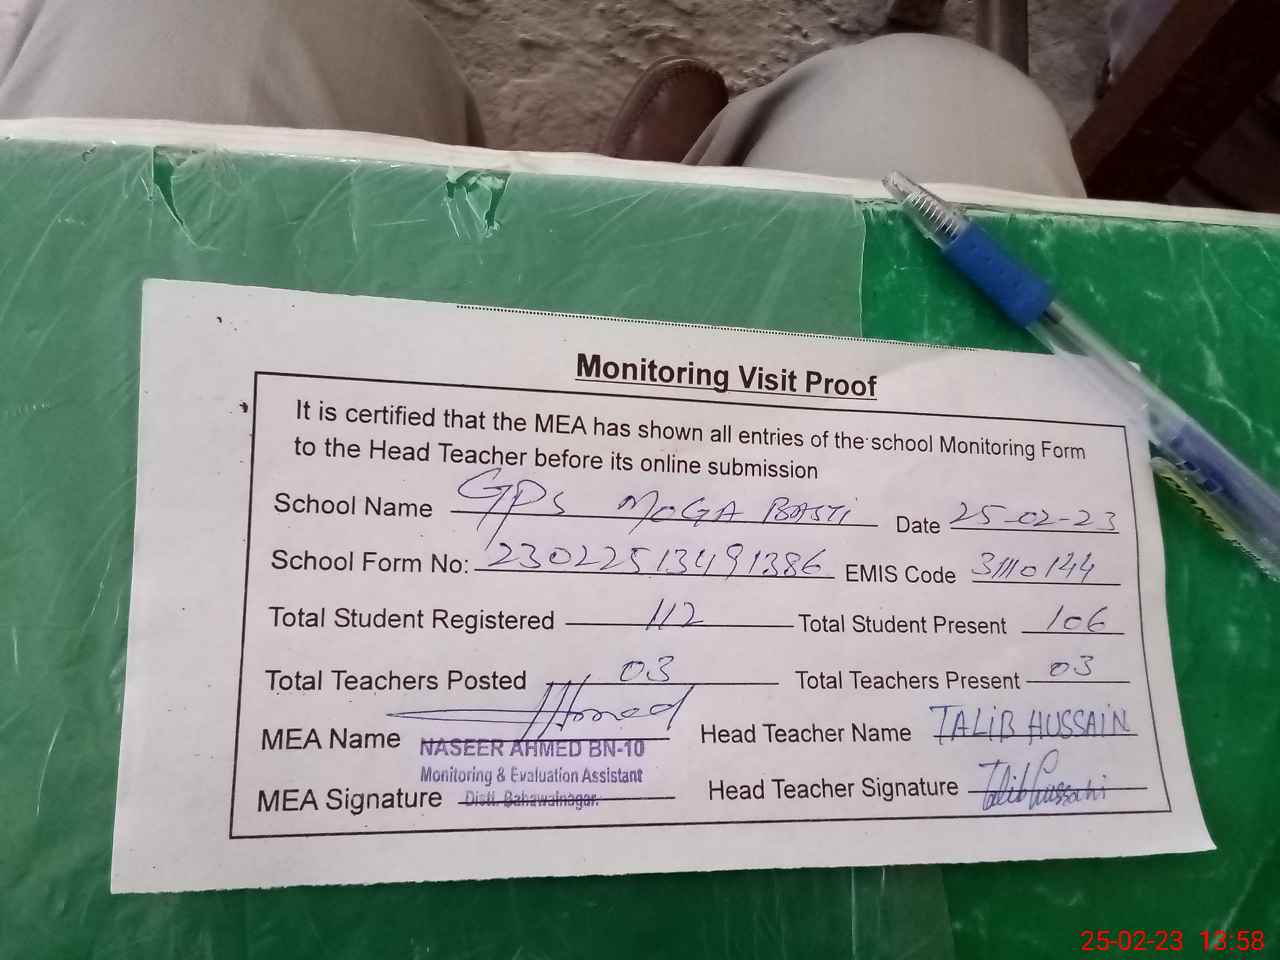 Monitoring Visit Proof
It is certified that the MEA has shown all entries of the school Monitoring Form
to the Head Teacher before its online submission
School Name GPS MOGA BASTI Date 25-02-23
School Form No: 23022513491386 EMIS Code 31110144
Total Student Registered 112 Total Student Present 106
Total Teachers Posted 03 Total Teachers Present 03
MEA Name Head Teacher Name TALIB HUSSAIN
NASEER AHMED BN-10
Monitoring & Evaluation Assistant
MEA Signature Distt. Bahawalnagar. Head Teacher Signature Talib Hussain
25-02-23 13:58